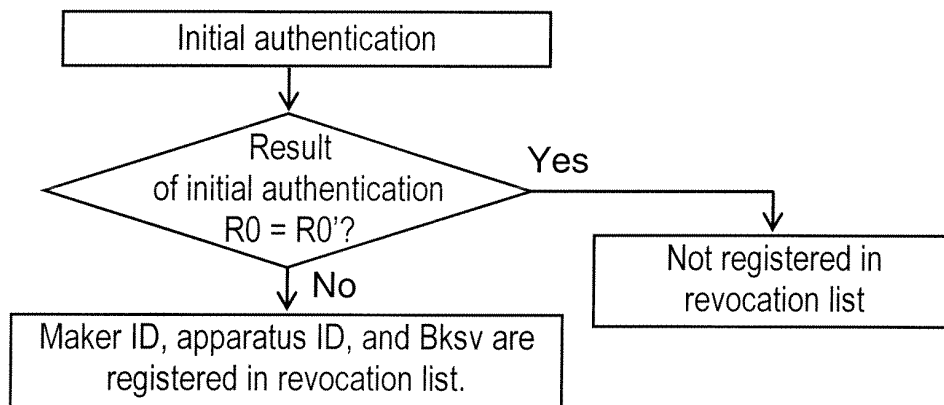 Initial authentication
Result
of initial authentication
R0 = R0'?
Yes
Not registered in
revocation list
No
Maker ID, apparatus ID, and Bksv are
registered in revocation list.